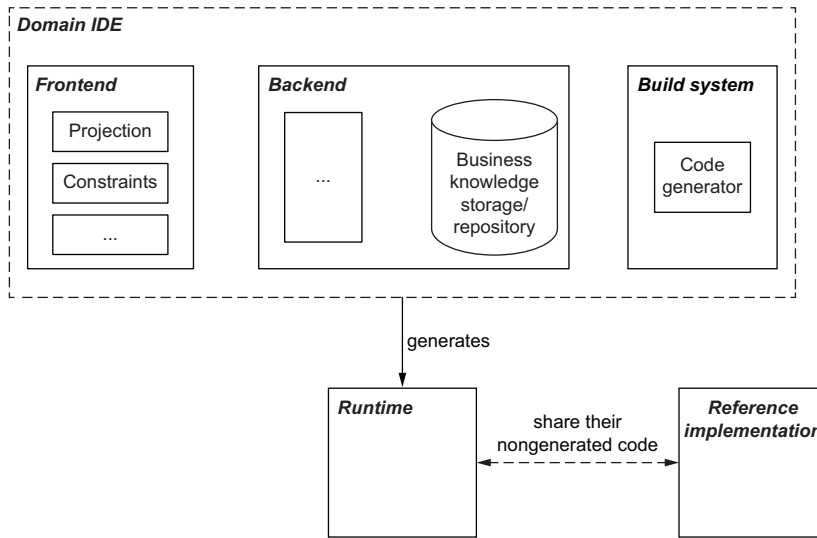 Domain IDE
Frontend
Projection
Constraints
...
Backend
...
Business
knowledge
storage/
repository
Build system
Code
generator
generates
Runtime
share their
nongenerated code
Reference
implementation